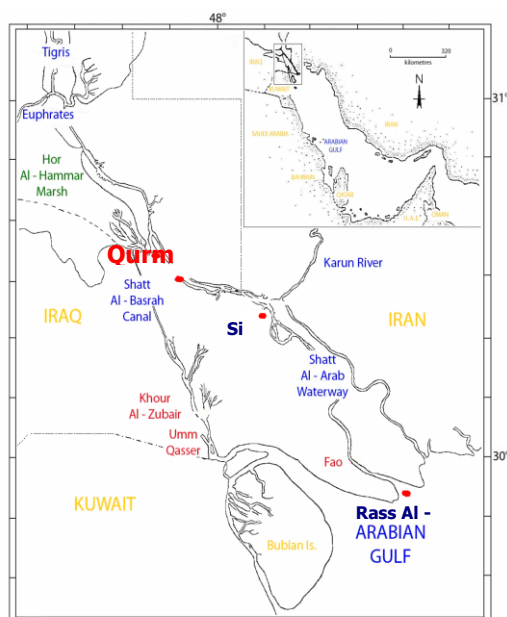 48°
Tigris
Euphrates
Hor
Al - Hammar
Marsh
IRAQ
KUWAIT
SAUDI ARABIA
BAHRAIN
QATAR
ARABIAN
GULF
IRAN
U.A.E
OMAN
0
320
kilometres
N
31°
Qurm
Shatt
Al - Basrah
Canal
IRAQ
Si
Karun River
IRAN
Shatt
Al - Arab
Waterway
Khour
Al - Zubair
Umm
Qasser
Fao
30°
KUWAIT
Bubian Is.
Rass Al -
ARABIAN
GULF